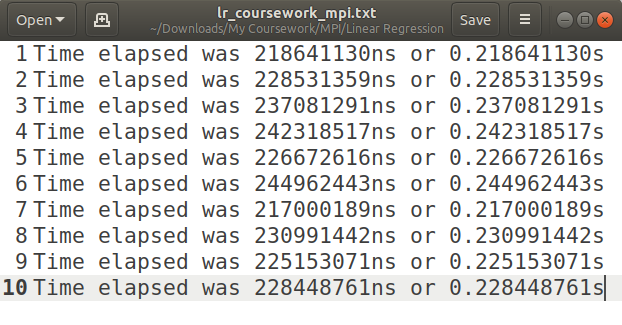 lr_coursework_mpi.txt
Open
Save
~/Downloads/My Coursework/MPI/Linear Regression
1 Time elapsed was 218641130ns or 0.218641130s
2 Time elapsed was 228531359ns or 0.228531359s
3 Time elapsed was 237081291ns or 0.237081291s
4 Time elapsed was 242318517ns or 0.242318517s
5 Time elapsed was 226672616ns or 0.226672616s
6 Time elapsed was 244962443ns or 0.244962443s
7 Time elapsed was 217000189ns or 0.217000189s
8 Time elapsed was 230991442ns or 0.230991442s
9 Time elapsed was 225153071ns or 0.225153071s
10 Time elapsed was 228448761ns or 0.228448761s